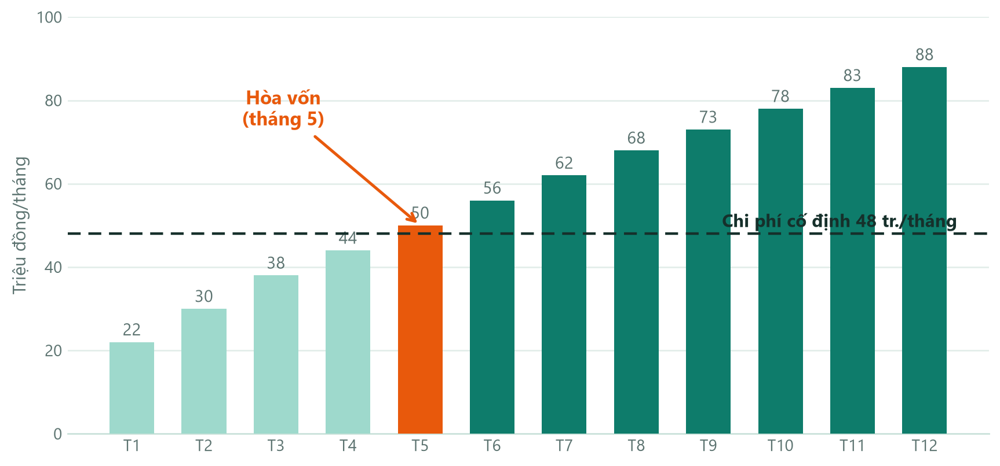 Triệu đồng/tháng
100
80
60
40
20
0
Hòa vốn
(tháng 5)
Chi phí cố định 48 tr./tháng
22
30
38
44
50
56
62
68
73
78
83
88
T1
T2
T3
T4
T5
T6
T7
T8
T9
T10
T11
T12